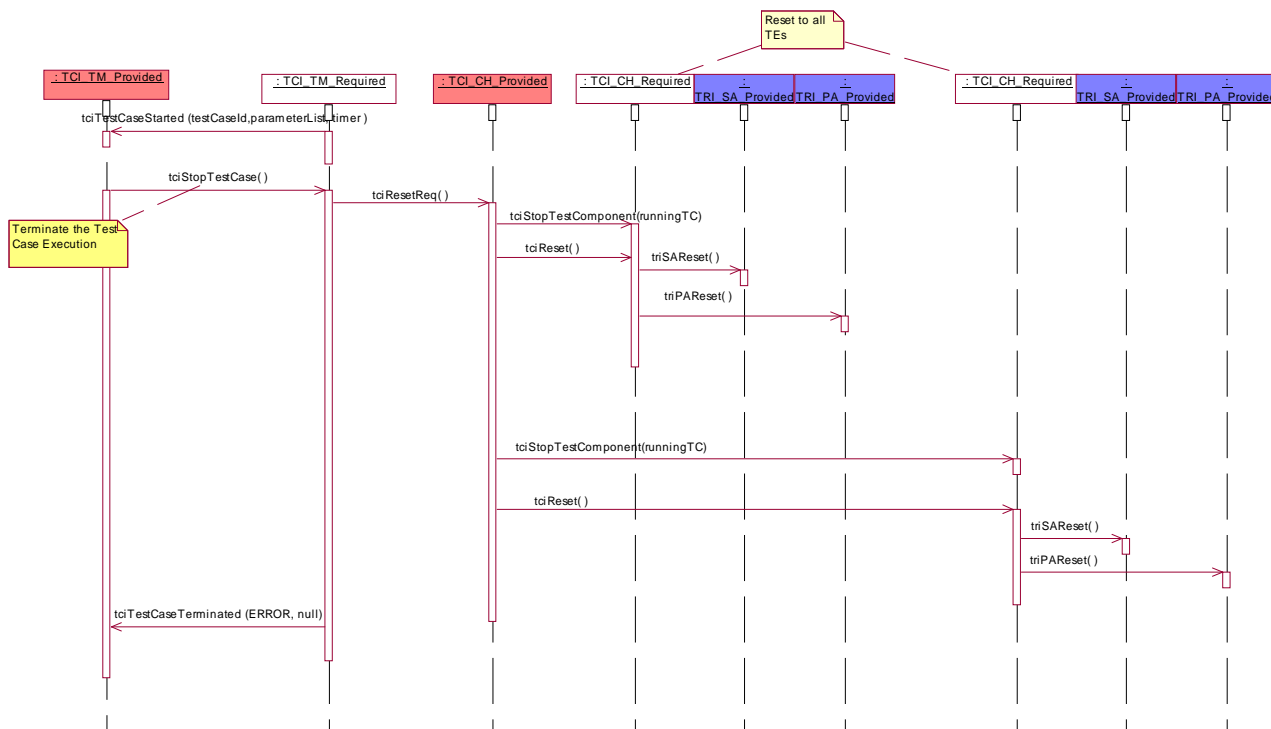 Reset to all
TEs
: TCI_TM_Provided
: TCI_TM_Required
: TCI_CH_Provided
: TCI_CH_Required
:
TRI_SA_Provided
:
TRI_PA_Provided
: TCI_CH_Required
:
TRI_SA_Provided
:
TRI_PA_Provided
tciTestCaseStarted (testCaseId,parameterList, timer )
tciStopTestCase( )
tciResetReq( )
tciStopTestComponent(runningTC)
Terminate the Test
Case Execution
tciReset( )
triSAReset( )
triPAReset( )
tciStopTestComponent(runningTC)
tciReset( )
triSAReset( )
triPAReset( )
tciTestCaseTerminated (ERROR, null)